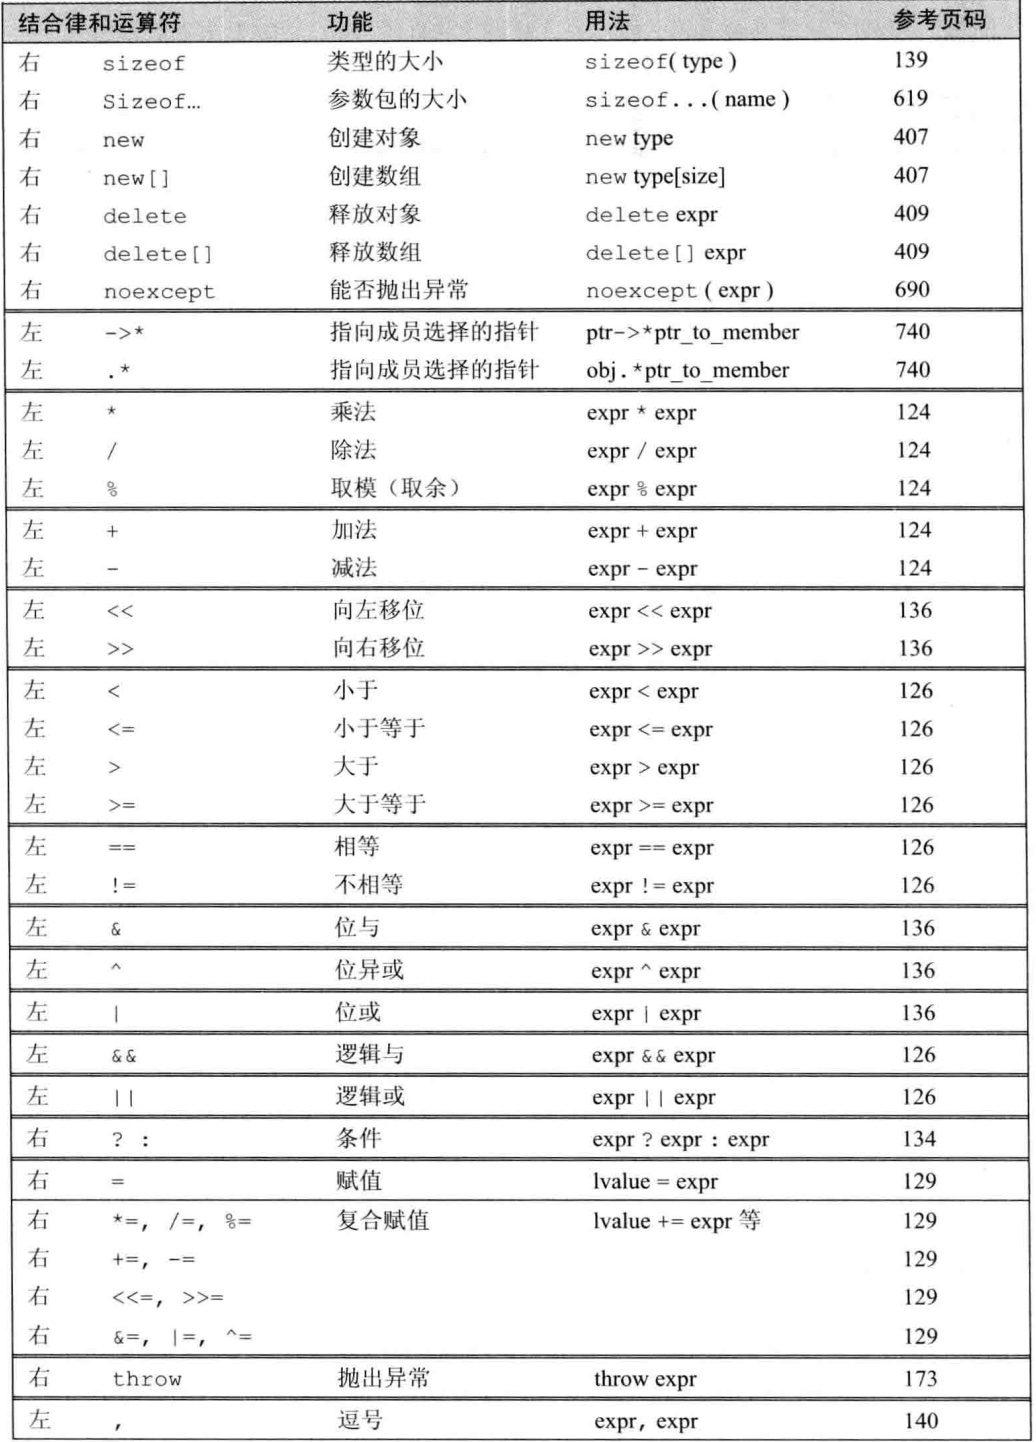 结合律和运算符 功能 用法 参考页码
右 sizeof 类型的大小 sizeof( type ) 139
右 Sizeof… 参数包的大小 sizeof...( name ) 619
右 new 创建对象 new type 407
右 new[] 创建数组 new type[size] 407
右 delete 释放对象 delete expr 409
右 delete[] 释放数组 delete[] expr 409
右 noexcept 能否抛出异常 noexcept ( expr ) 690
左 ->* 指向成员选择的指针 ptr->*ptr_to_member 740
左 .* 指向成员选择的指针 obj.*ptr_to_member 740
左 * 乘法 expr * expr 124
左 / 除法 expr / expr 124
左 % 取模（取余） expr % expr 124
左 + 加法 expr + expr 124
左 - 减法 expr - expr 124
左 << 向左移位 expr << expr 136
左 >> 向右移位 expr >> expr 136
左 < 小于 expr < expr 126
左 <= 小于等于 expr <= expr 126
左 > 大于 expr > expr 126
左 >= 大于等于 expr >= expr 126
左 == 相等 expr == expr 126
左 != 不相等 expr != expr 126
左 & 位与 expr & expr 136
左 ^ 位异或 expr ^ expr 136
左 | 位或 expr | expr 136
左 && 逻辑与 expr && expr 126
左 || 逻辑或 expr || expr 126
右 ? : 条件 expr ? expr : expr 134
右 = 赋值 lvalue = expr 129
右 *=, /=, %= 复合赋值 lvalue += expr 等 129
右 +=, -= 129
右 <<=, >>= 129
右 &=, |=, ^= 129
右 throw 抛出异常 throw expr 173
左 , 逗号 expr, expr 140